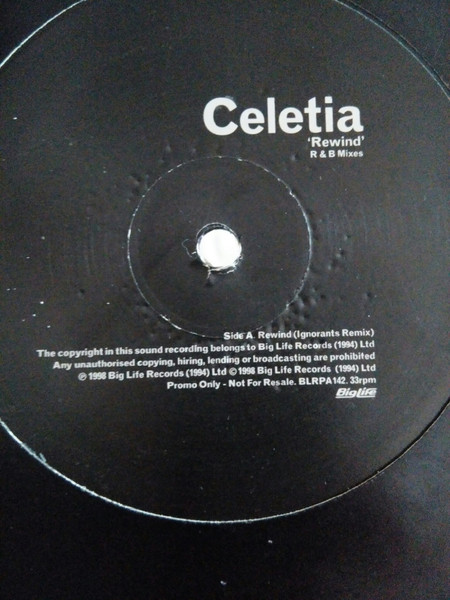 Celetia
'Rewind'
R & B Mixes
Side A Rewind (Ignorants Remix)
The copyright in this sound recording belongs to Big Life Records (1994) Ltd
Any unauthorised copying, hiring, lending or broadcasting are prohibited
℗ 1998 Big Life Records (1994) Ltd © 1998 Big Life Records (1994) Ltd
Promo Only - Not For Resale. BLRPA142. 33rpm
Big Life